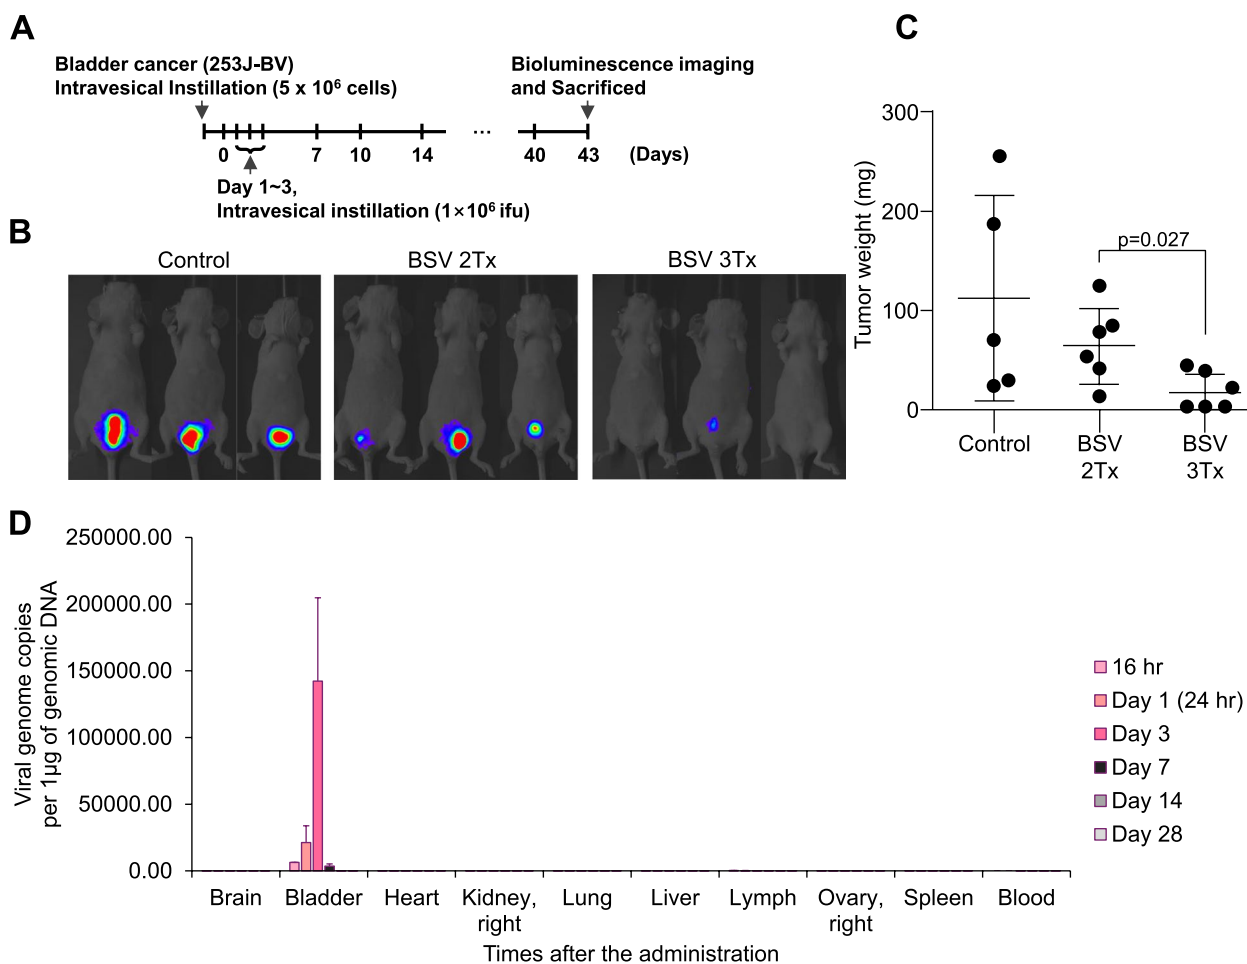 A
Bladder cancer (253J-BV)
Intravesical Instillation (5 x 10⁶ cells)
Bioluminescence imaging
and Sacrificed
0 7 10 14 ... 40 43 (Days)
Day 1~3,
Intravesical instillation (1×10⁶ ifu)
B
Control BSV 2Tx BSV 3Tx
C
Tumor weight (mg)
300
200
100
0
p=0.027
Control BSV BSV
2Tx 3Tx
D
Viral genome copies
per 1μg of genomic DNA
250000.00
200000.00
150000.00
100000.00
50000.00
0.00
Brain Bladder Heart Kidney, Lung Liver Lymph Ovary, Spleen Blood
right right
Times after the administration
16 hr
Day 1 (24 hr)
Day 3
Day 7
Day 14
Day 28